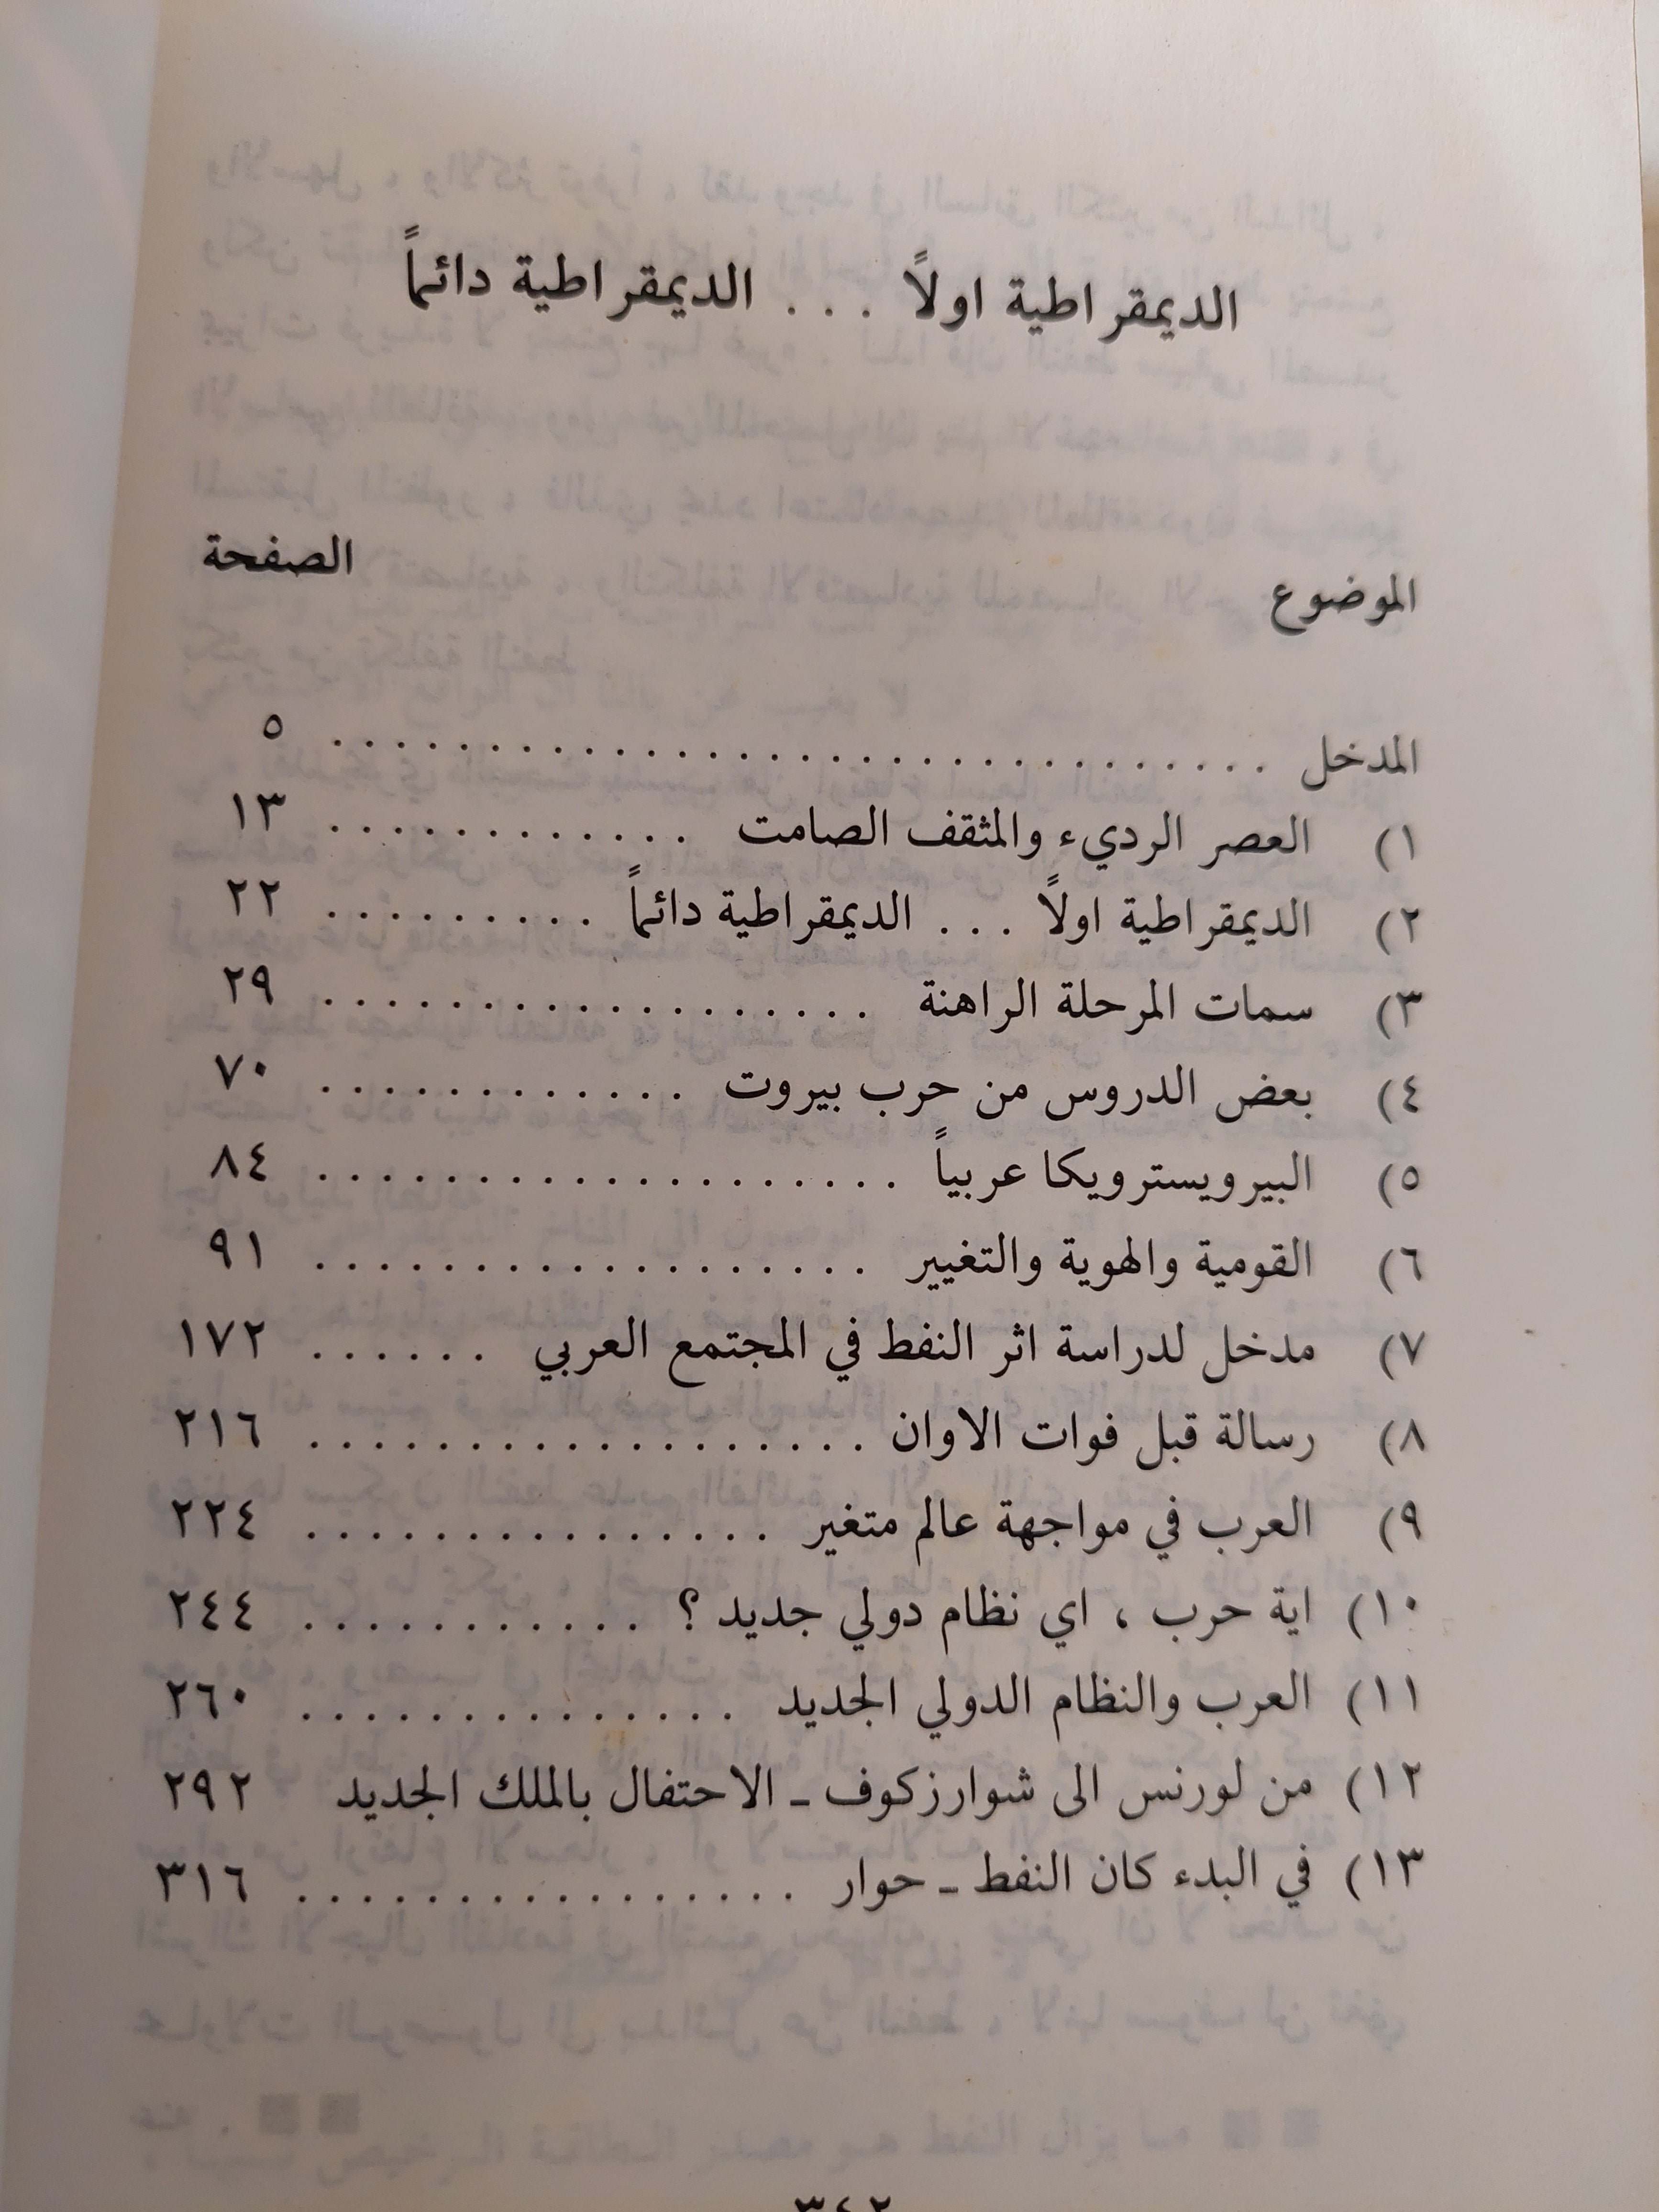 الديمقراطية اولاً . . . الديمقراطية دائماً
الموضوع الصفحة
المدخل . . . . . . . . . . . . . . . . . . . . . . . . . . . . . ٥
١) العصر الرديء والمثقف الصامت . . . . . . . . . . . . ١٣
٢) الديمقراطية اولاً . . . الديمقراطية دائماً . . . . . . . . . ٢٢
٣) سمات المرحلة الراهنة . . . . . . . . . . . . . . . . . . ٢٩
٤) بعض الدروس من حرب بيروت . . . . . . . . . . . . ٧٠
٥) البيرويسترويكا عربياً . . . . . . . . . . . . . . . . . . . ٨٤
٦) القومية والهوية والتغيير . . . . . . . . . . . . . . . . . . ٩١
٧) مدخل لدراسة اثر النفط في المجتمع العربي . . . . . . ١٧٢
٨) رسالة قبل فوات الاوان . . . . . . . . . . . . . . . . . . ٢١٦
٩) العرب في مواجهة عالم متغير . . . . . . . . . . . . . . . ٢٢٤
١٠) اية حرب ، اي نظام دولي جديد ؟ . . . . . . . . . . . ٢٤٤
١١) العرب والنظام الدولي الجديد . . . . . . . . . . . . . . ٢٦٠
١٢) من لورنس الى شوارزكوف ـ الاحتفال بالملك الجديد ٢٩٢
١٣) في البدء كان النفط ـ حوار . . . . . . . . . . . . . . . . ٣١٦